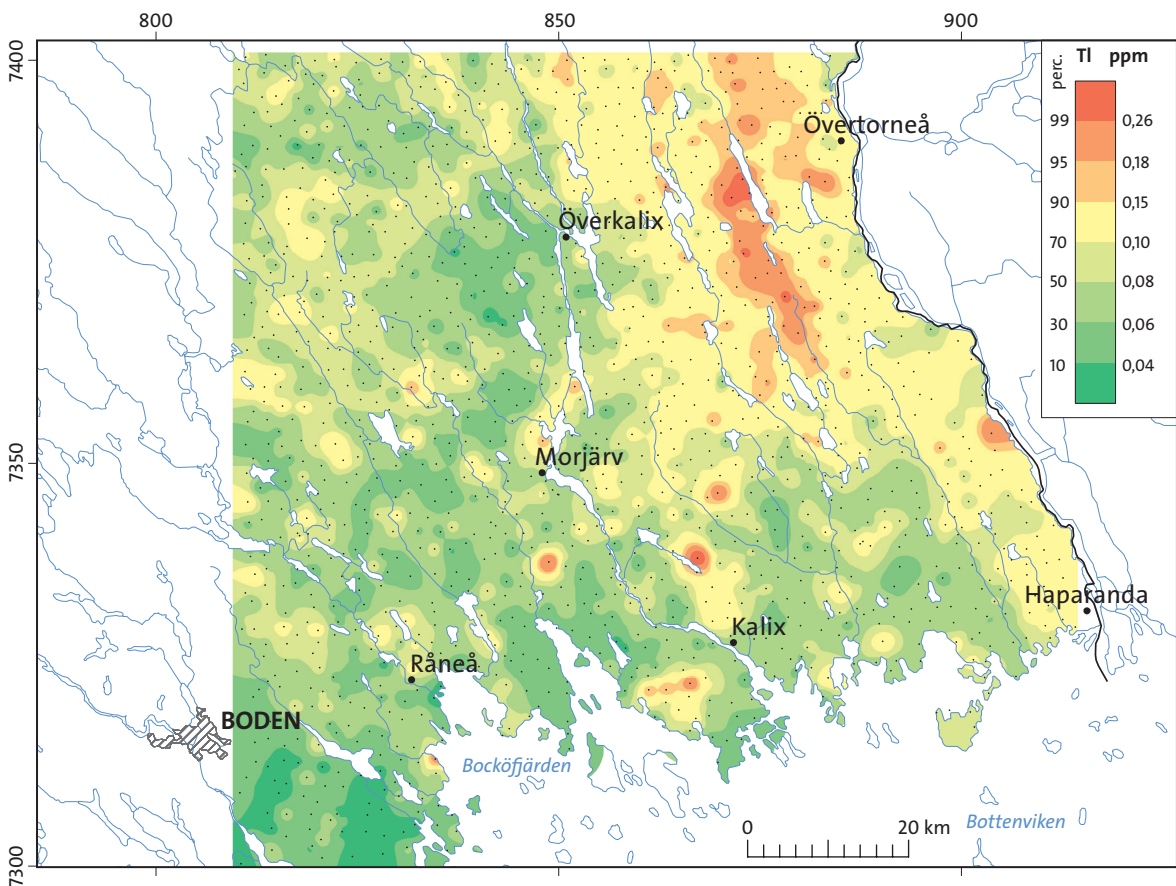 800 850 900
7400
7350
7300
perc. Tl ppm
99 0,26
95 0,18
90 0,15
70 0,10
50 0,08
30 0,06
10 0,04
Övertorneå
Överkalix
Morjärv
Haparanda
Kalix
Råneå
BODEN
Bocköfjärden
Bottenviken
0 20 km